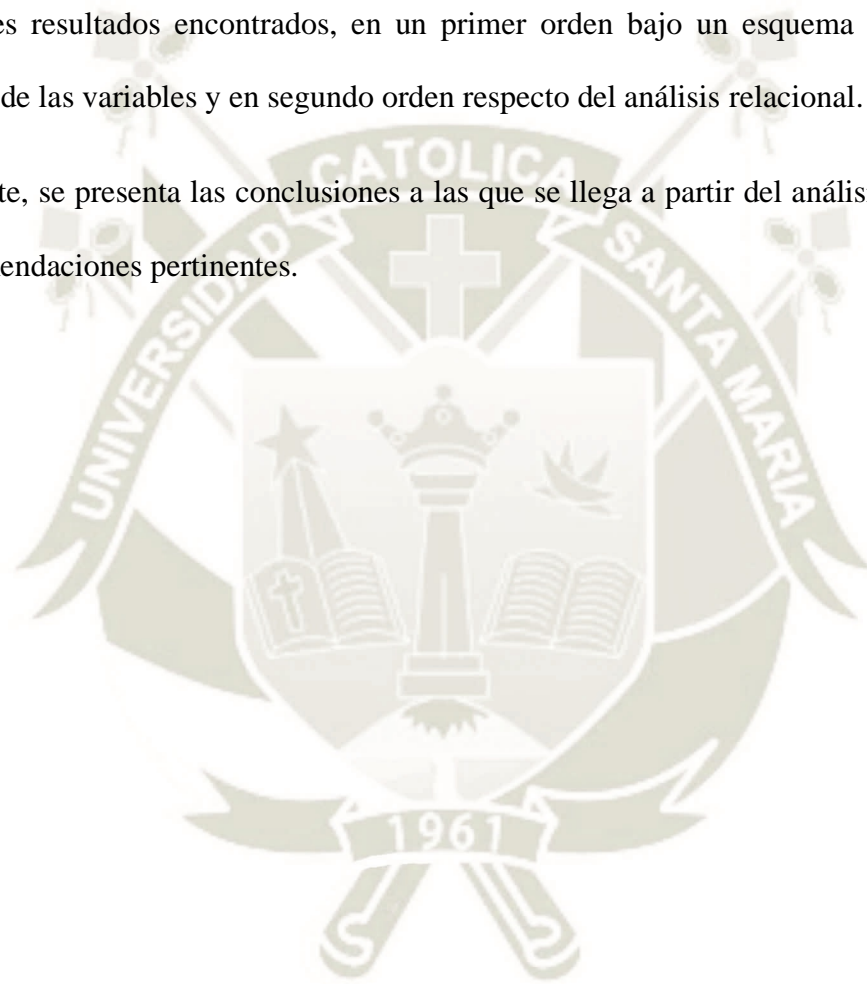 es resultados encontrados, en un primer orden bajo un esquema
de las variables y en segundo orden respecto del análisis relacional.
te, se presenta las conclusiones a las que se llega a partir del anális
endaciones pertinentes.
UNIVERSIDAD CATOLICA SANTA MARIA
1961